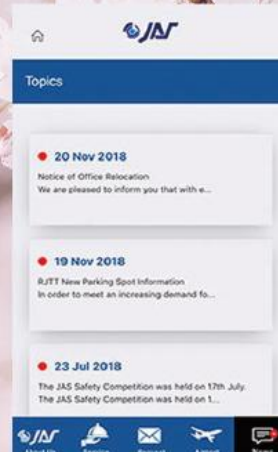 JAS
Topics
20 Nov 2018
Notice of Office Relocation
We are pleased to inform you that with e...
19 Nov 2018
RJTT New Parking Spot Information
In order to meet an increasing demand fo...
23 Jul 2018
The JAS Safety Competition was held on 17th July.
The JAS Safety Competition was held on 1...
JAS